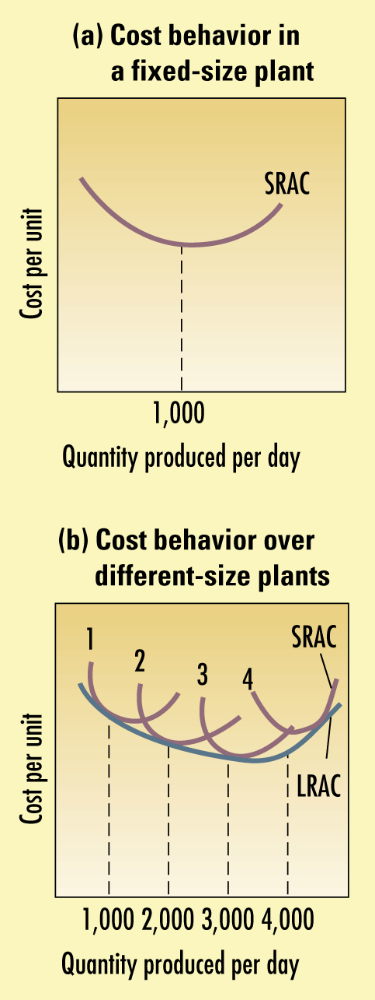 (a) Cost behavior in
a fixed-size plant
SRAC
Cost per unit
1,000
Quantity produced per day
(b) Cost behavior over
different-size plants
1
2
3
4
SRAC
LRAC
Cost per unit
1,000 2,000 3,000 4,000
Quantity produced per day